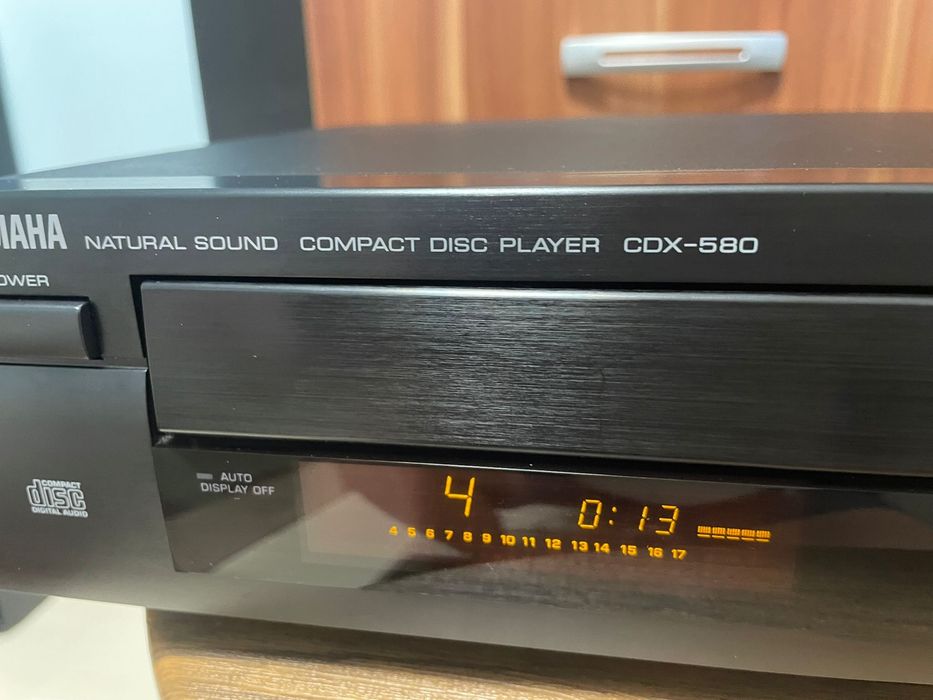 MAHA NATURAL SOUND COMPACT DISC PLAYER CDX-580
OWER
AUTO
DISPLAY OFF
COMPACT
disc
DIGITAL AUDIO
4 0:13
4 5 6 7 8 9 10 11 12 13 14 15 16 17